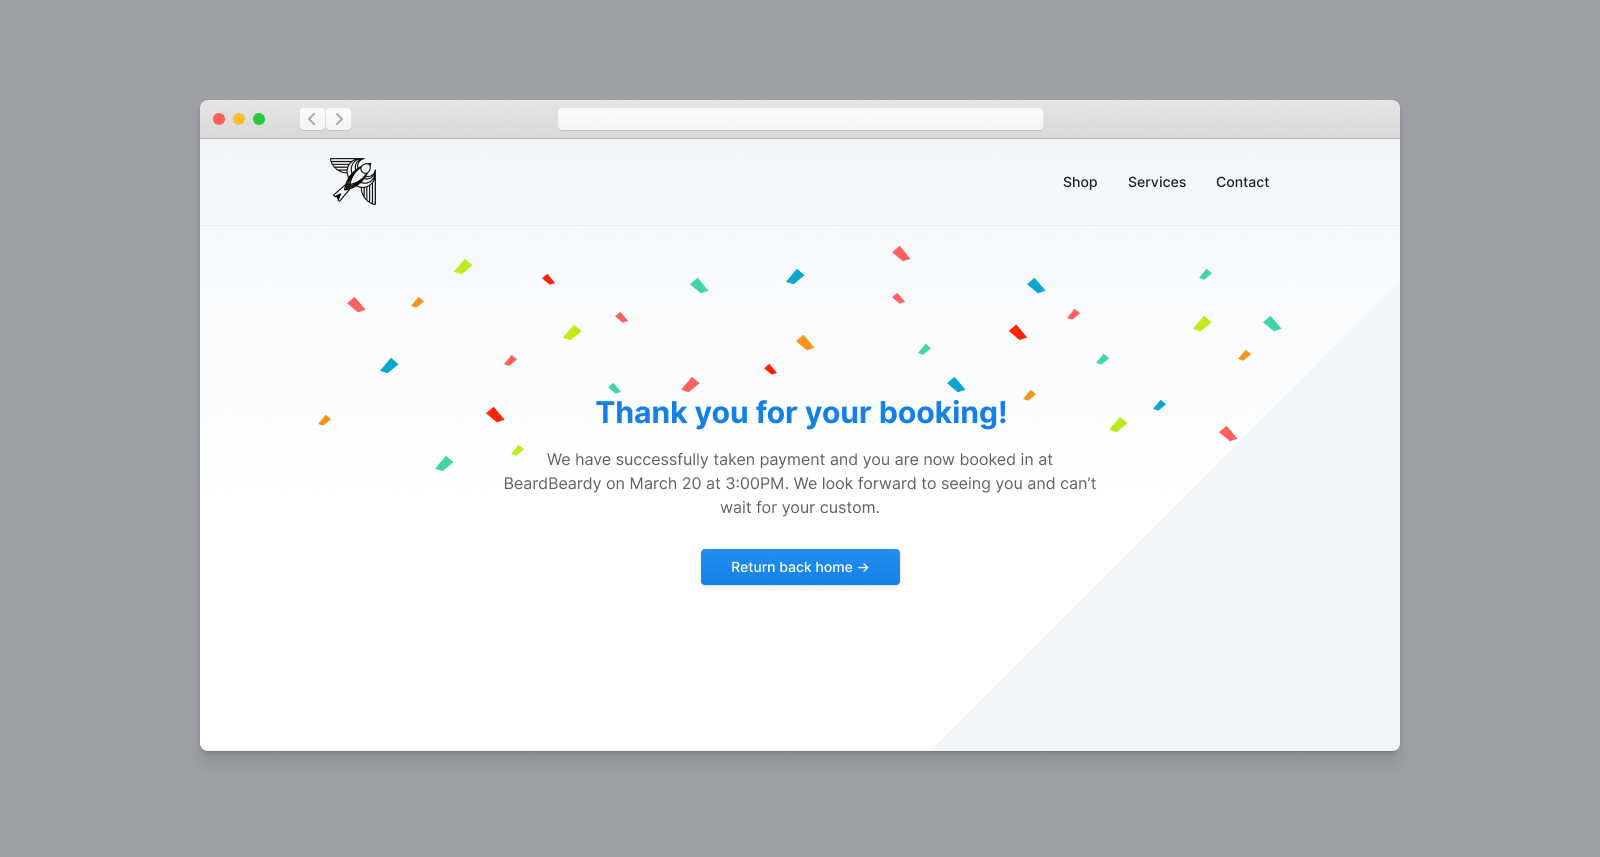 Shop Services Contact
Thank you for your booking!
We have successfully taken payment and you are now booked in at
BeardBeardy on March 20 at 3:00PM. We look forward to seeing you and can’t
wait for your custom.
Return back home →